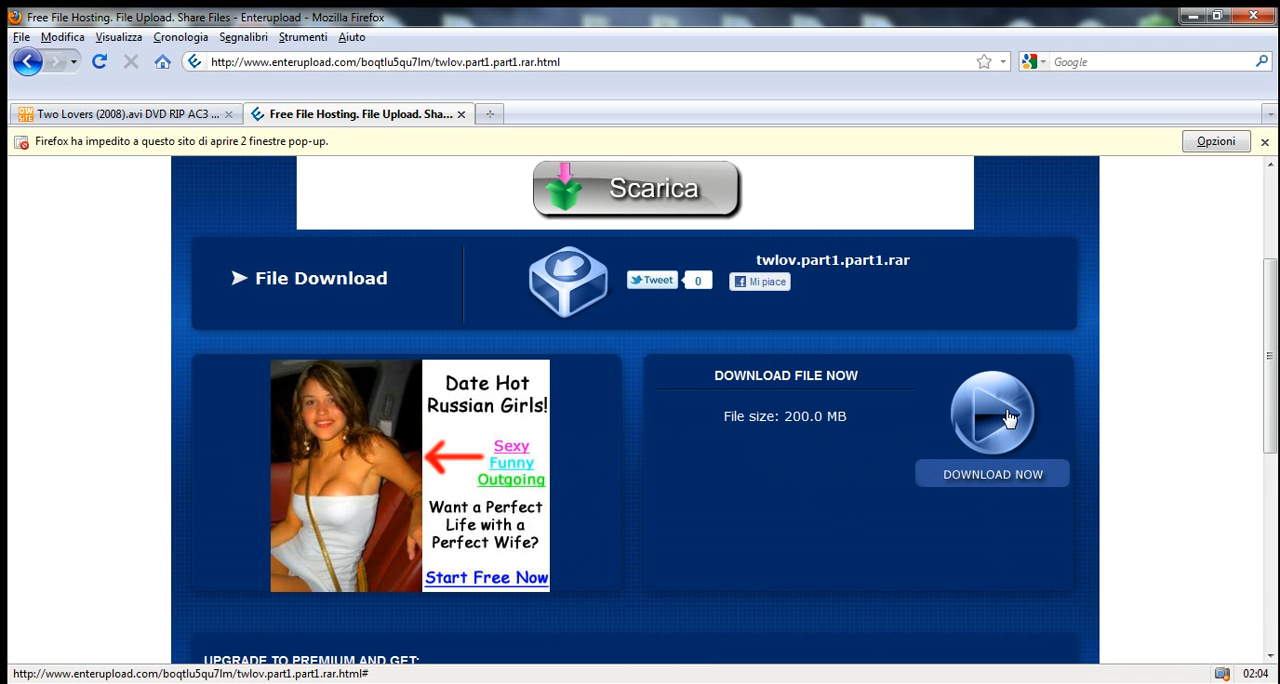 Free File Hosting. File Upload. Share Files - Enterupload - Mozilla Firefox
File Modifica Visualizza Cronologia Segnalibri Strumenti Aiuto
http://www.enterupload.com/boqtlu5qu7lm/twlov.part1.part1.rar.html
Google
Two Lovers (2008).avi DVD RIP AC3 ...
Free File Hosting. File Upload. Sha...
Firefox ha impedito a questo sito di aprire 2 finestre pop-up.
Opzioni
Scarica
File Download
twlov.part1.part1.rar
Tweet 0 Mi piace
Date Hot
Russian Girls!
Sexy
Funny
Outgoing
Want a Perfect
Life with a
Perfect Wife?
Start Free Now
DOWNLOAD FILE NOW
File size: 200.0 MB
DOWNLOAD NOW
UPGRADE TO PREMIUM AND GET:
http://www.enterupload.com/boqtlu5qu7lm/twlov.part1.part1.rar.html#
02:04